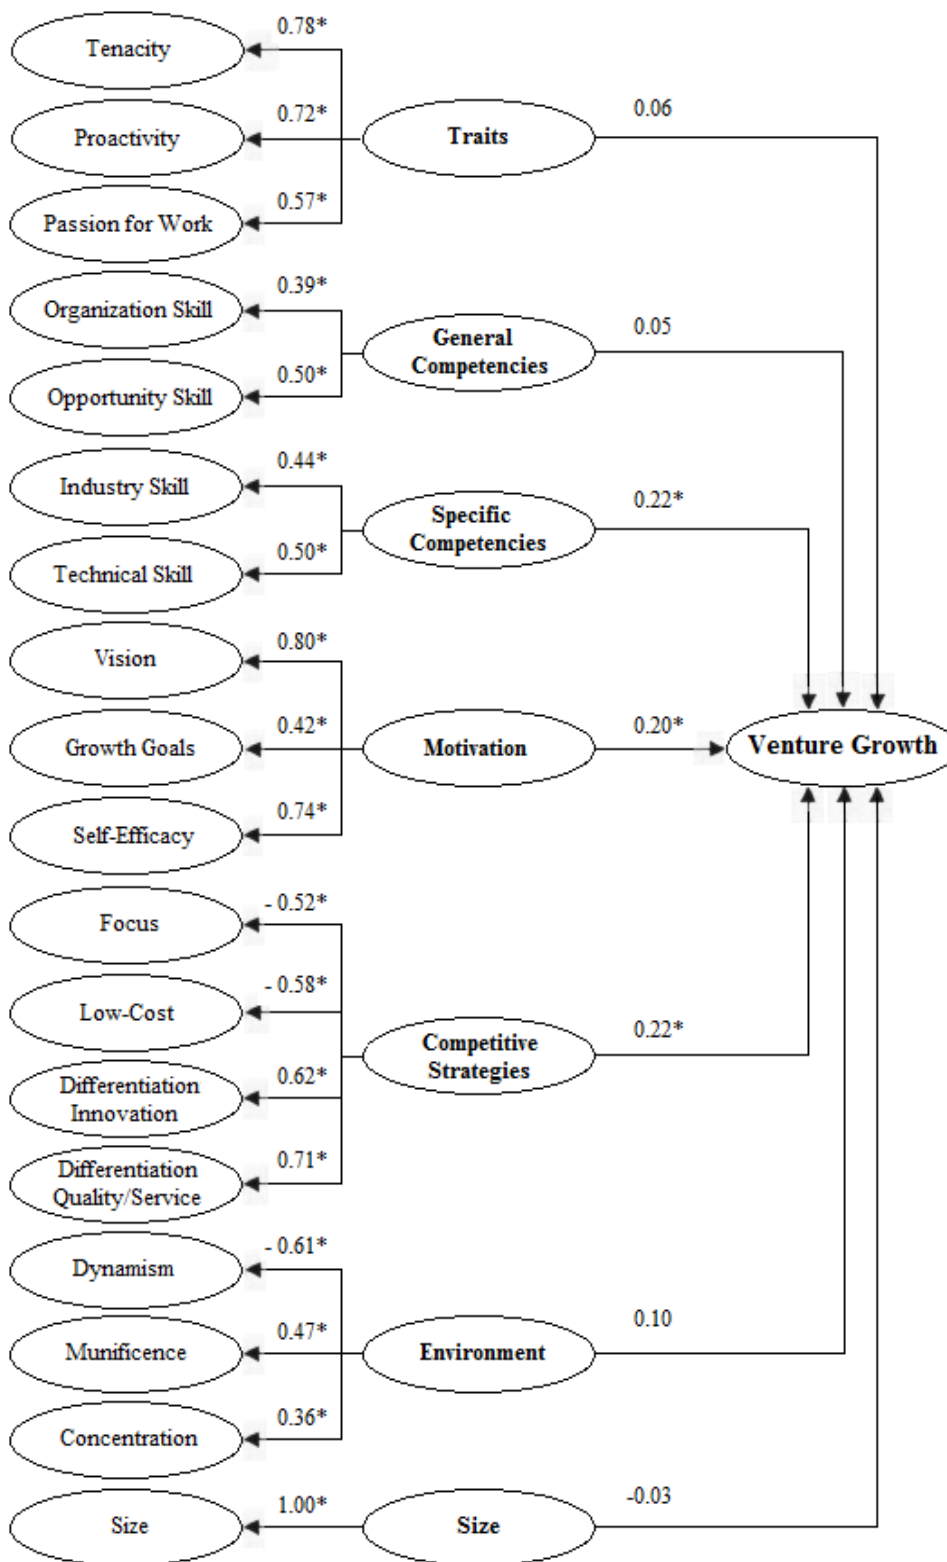 0.78*
Tenacity
0.72*
Proactivity
Traits
0.06
0.57*
Passion for Work
0.39*
Organization Skill
General
Competencies
0.05
0.50*
Opportunity Skill
0.44*
Industry Skill
Specific
Competencies
0.22*
0.50*
Technical Skill
0.80*
Vision
0.42*
Growth Goals
Motivation
0.20*
Venture Growth
0.74*
Self-Efficacy
- 0.52*
Focus
- 0.58*
Low-Cost
Competitive
Strategies
0.22*
0.62*
Differentiation
Innovation
0.71*
Differentiation
Quality/Service
- 0.61*
Dynamism
0.47*
Munificence
Environment
0.10
0.36*
Concentration
1.00*
Size
Size
-0.03